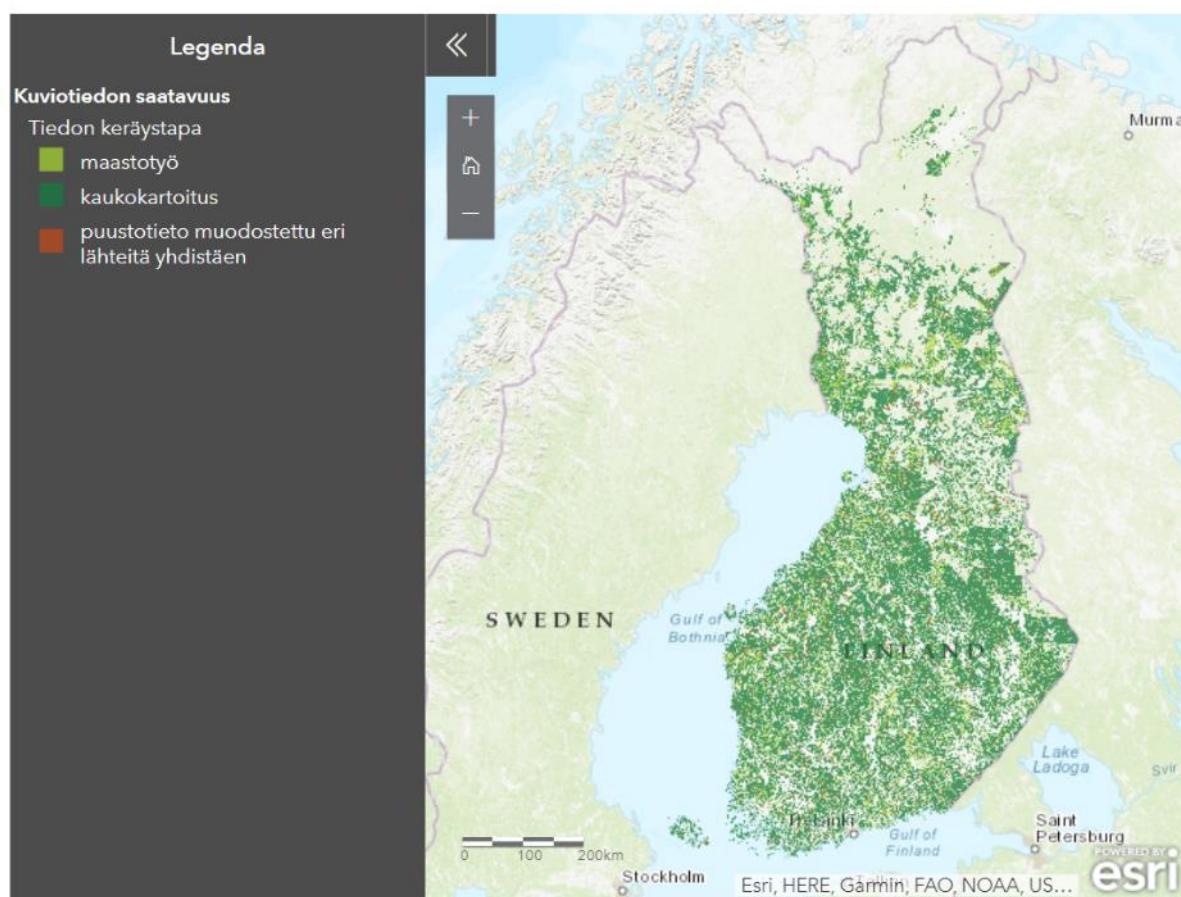 Legenda
Kuviotiedon saatavuus
Tiedon keräystapa
maastotyö
kaukokartoitus
puustotieto muodostettu eri
lähteitä yhdistäen
Murma
SWEDEN
Gulf of
Bothnia
FINLAND
Lake
Ladoga
Svir
Helsinki
Gulf of
Finland
Saint
Petersburg
0 100 200km
Stockholm
POWERED BY
esri
Esri, HERE, Garmin, FAO, NOAA, US...